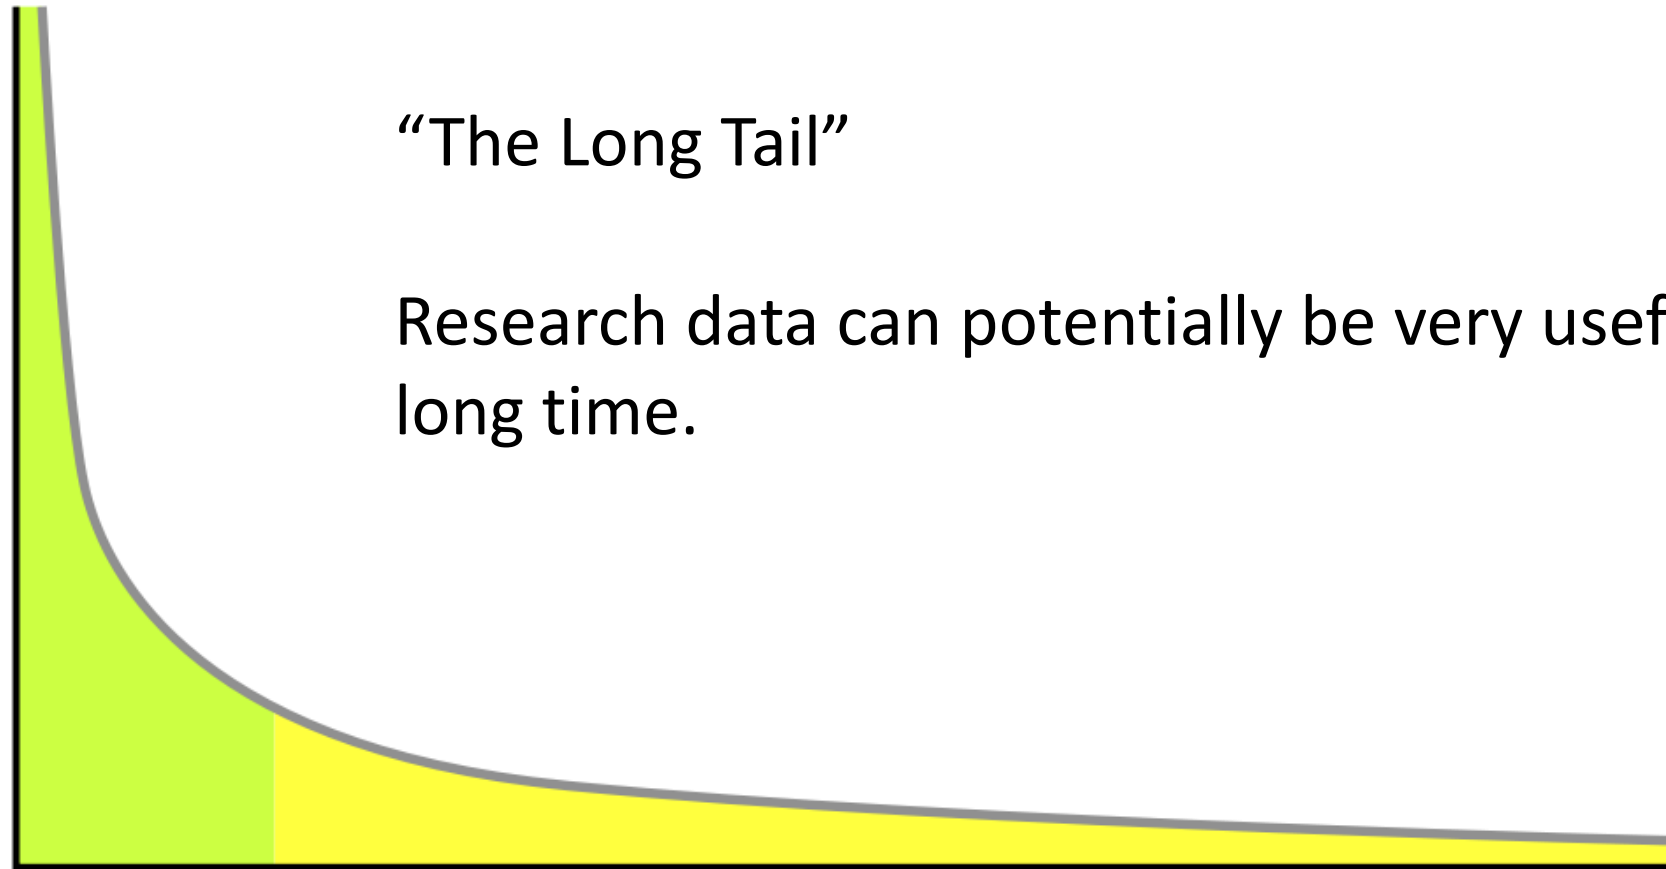 “The Long Tail”
Research data can potentially be very usef
long time.